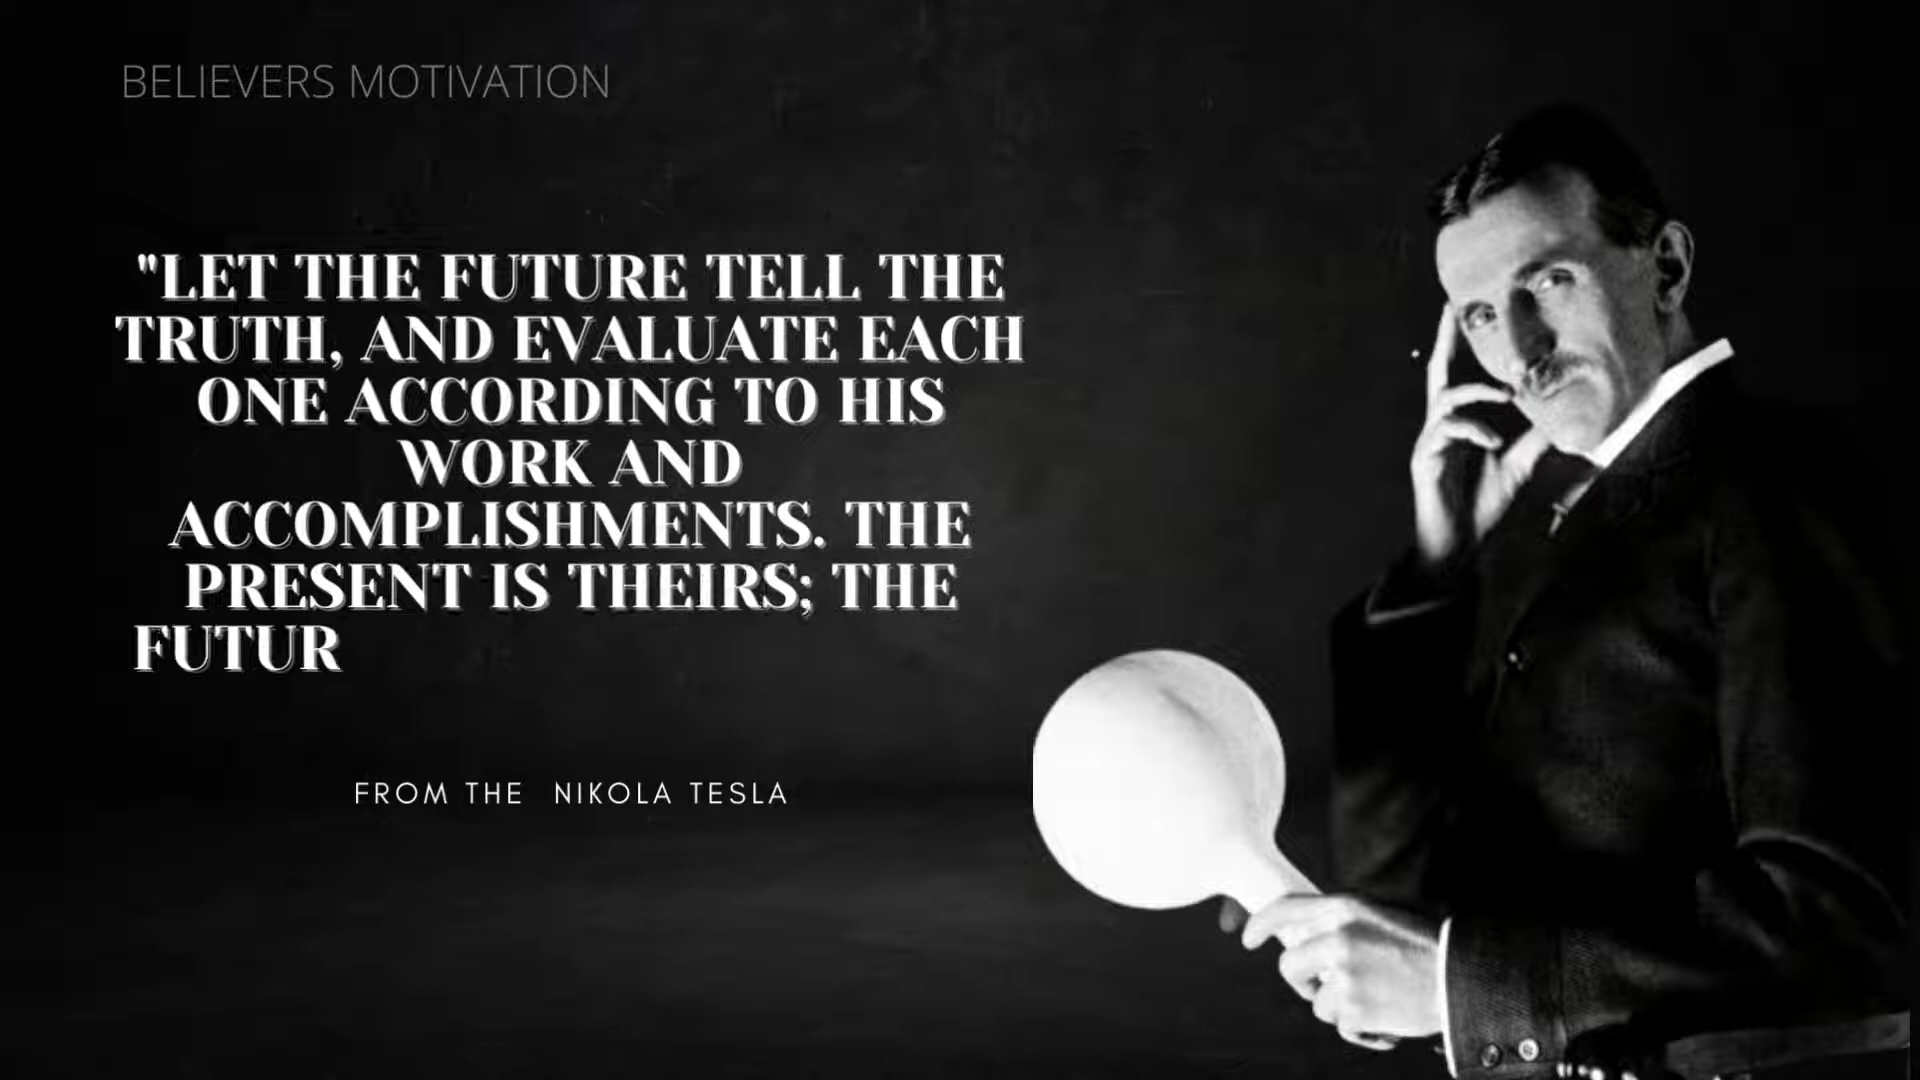 BELIEVERS MOTIVATION
"LET THE FUTURE TELL THE
TRUTH, AND EVALUATE EACH
ONE ACCORDING TO HIS
WORK AND
ACCOMPLISHMENTS. THE
PRESENT IS THEIRS; THE
FUTUR
FROM THE NIKOLA TESLA